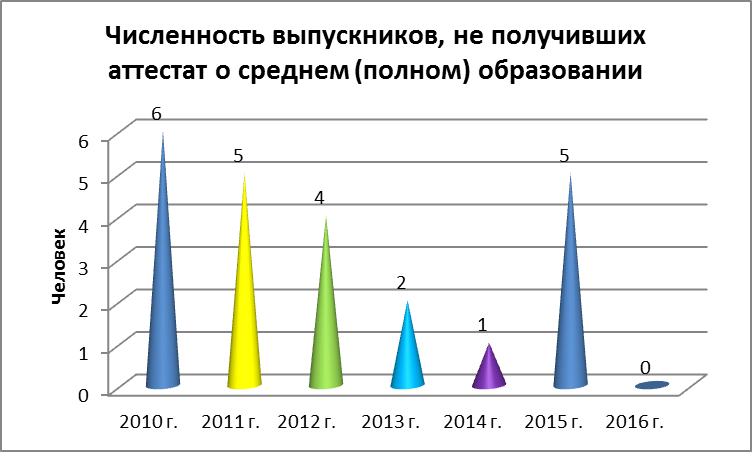 Численность выпускников, не получивших
аттестат о среднем (полном) образовании
Человек
6
5
4
3
2
1
0
6
5
4
2
1
5
0
2010 г.
2011 г.
2012 г.
2013 г.
2014 г.
2015 г.
2016 г.